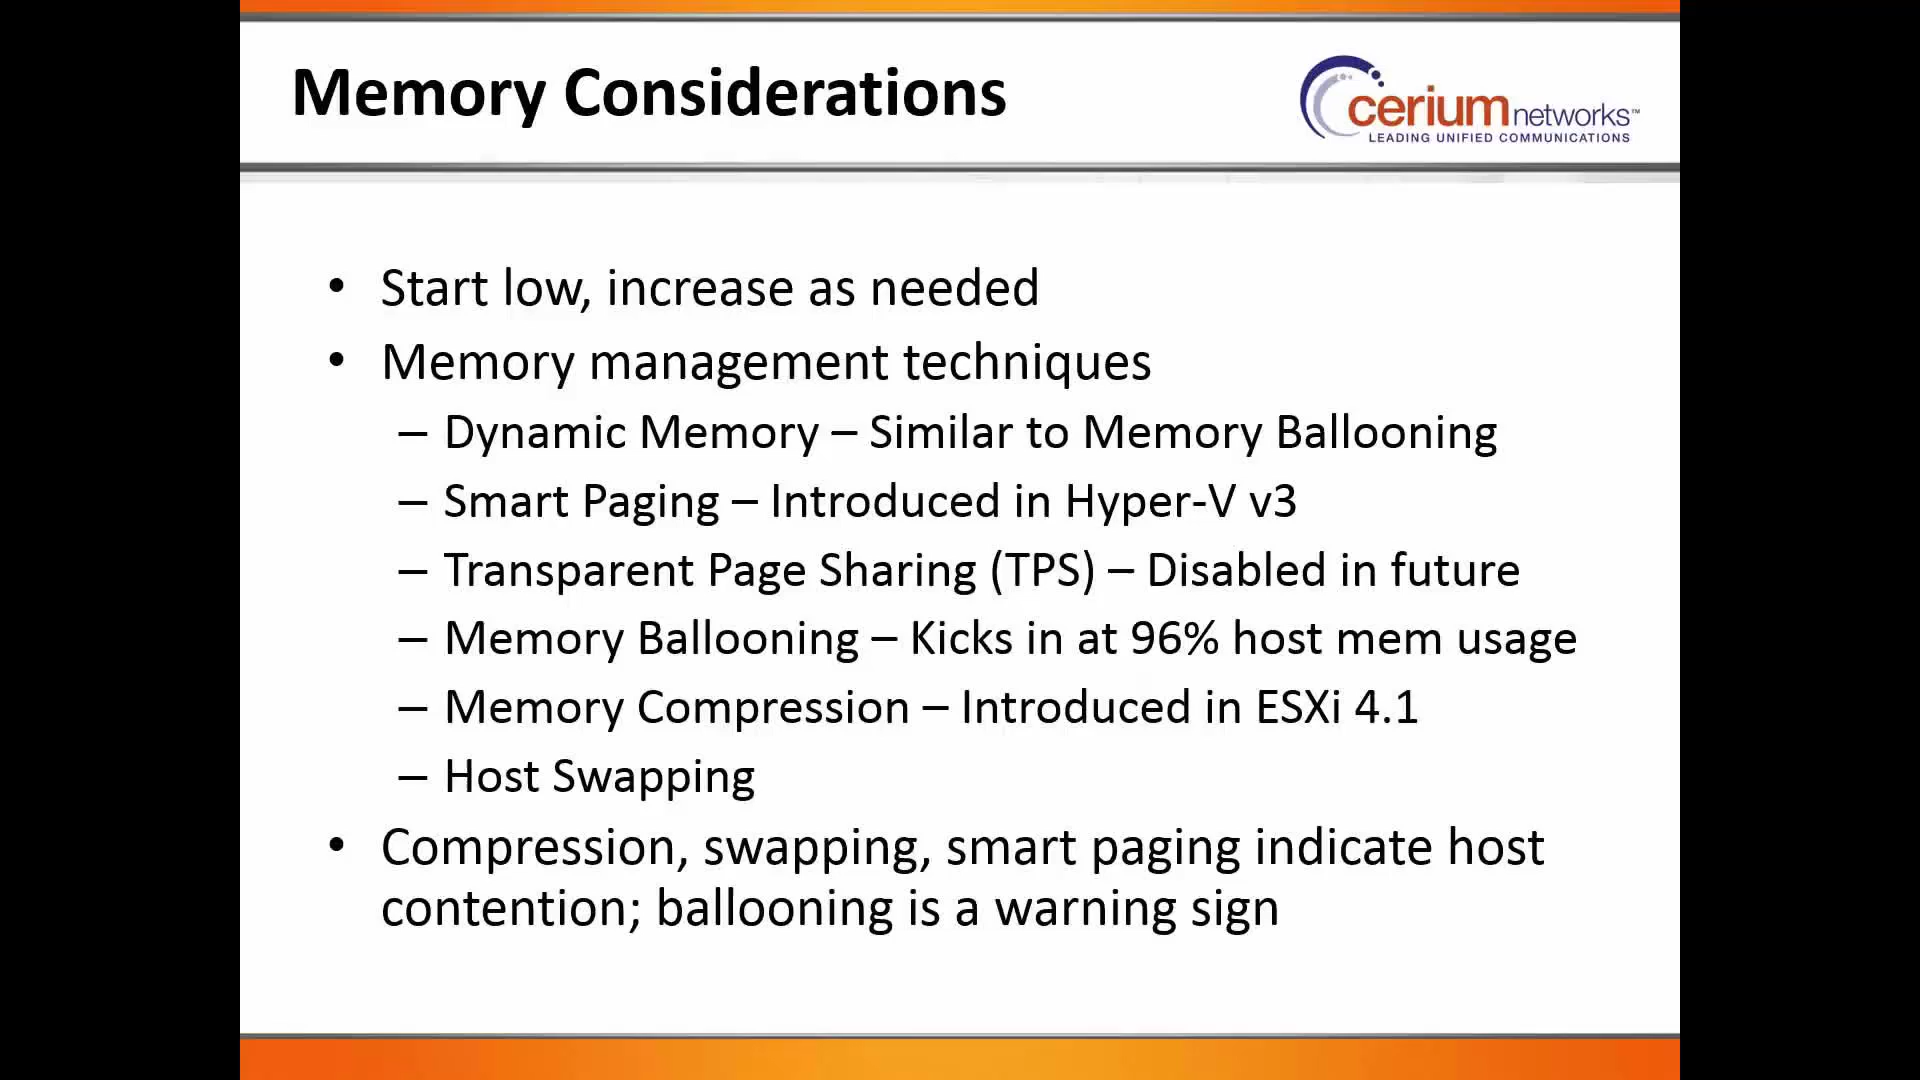 Memory Considerations
cerium networks™
LEADING UNIFIED COMMUNICATIONS
• Start low, increase as needed
• Memory management techniques
– Dynamic Memory – Similar to Memory Ballooning
– Smart Paging – Introduced in Hyper-V v3
– Transparent Page Sharing (TPS) – Disabled in future
– Memory Ballooning – Kicks in at 96% host mem usage
– Memory Compression – Introduced in ESXi 4.1
– Host Swapping
• Compression, swapping, smart paging indicate host
contention; ballooning is a warning sign